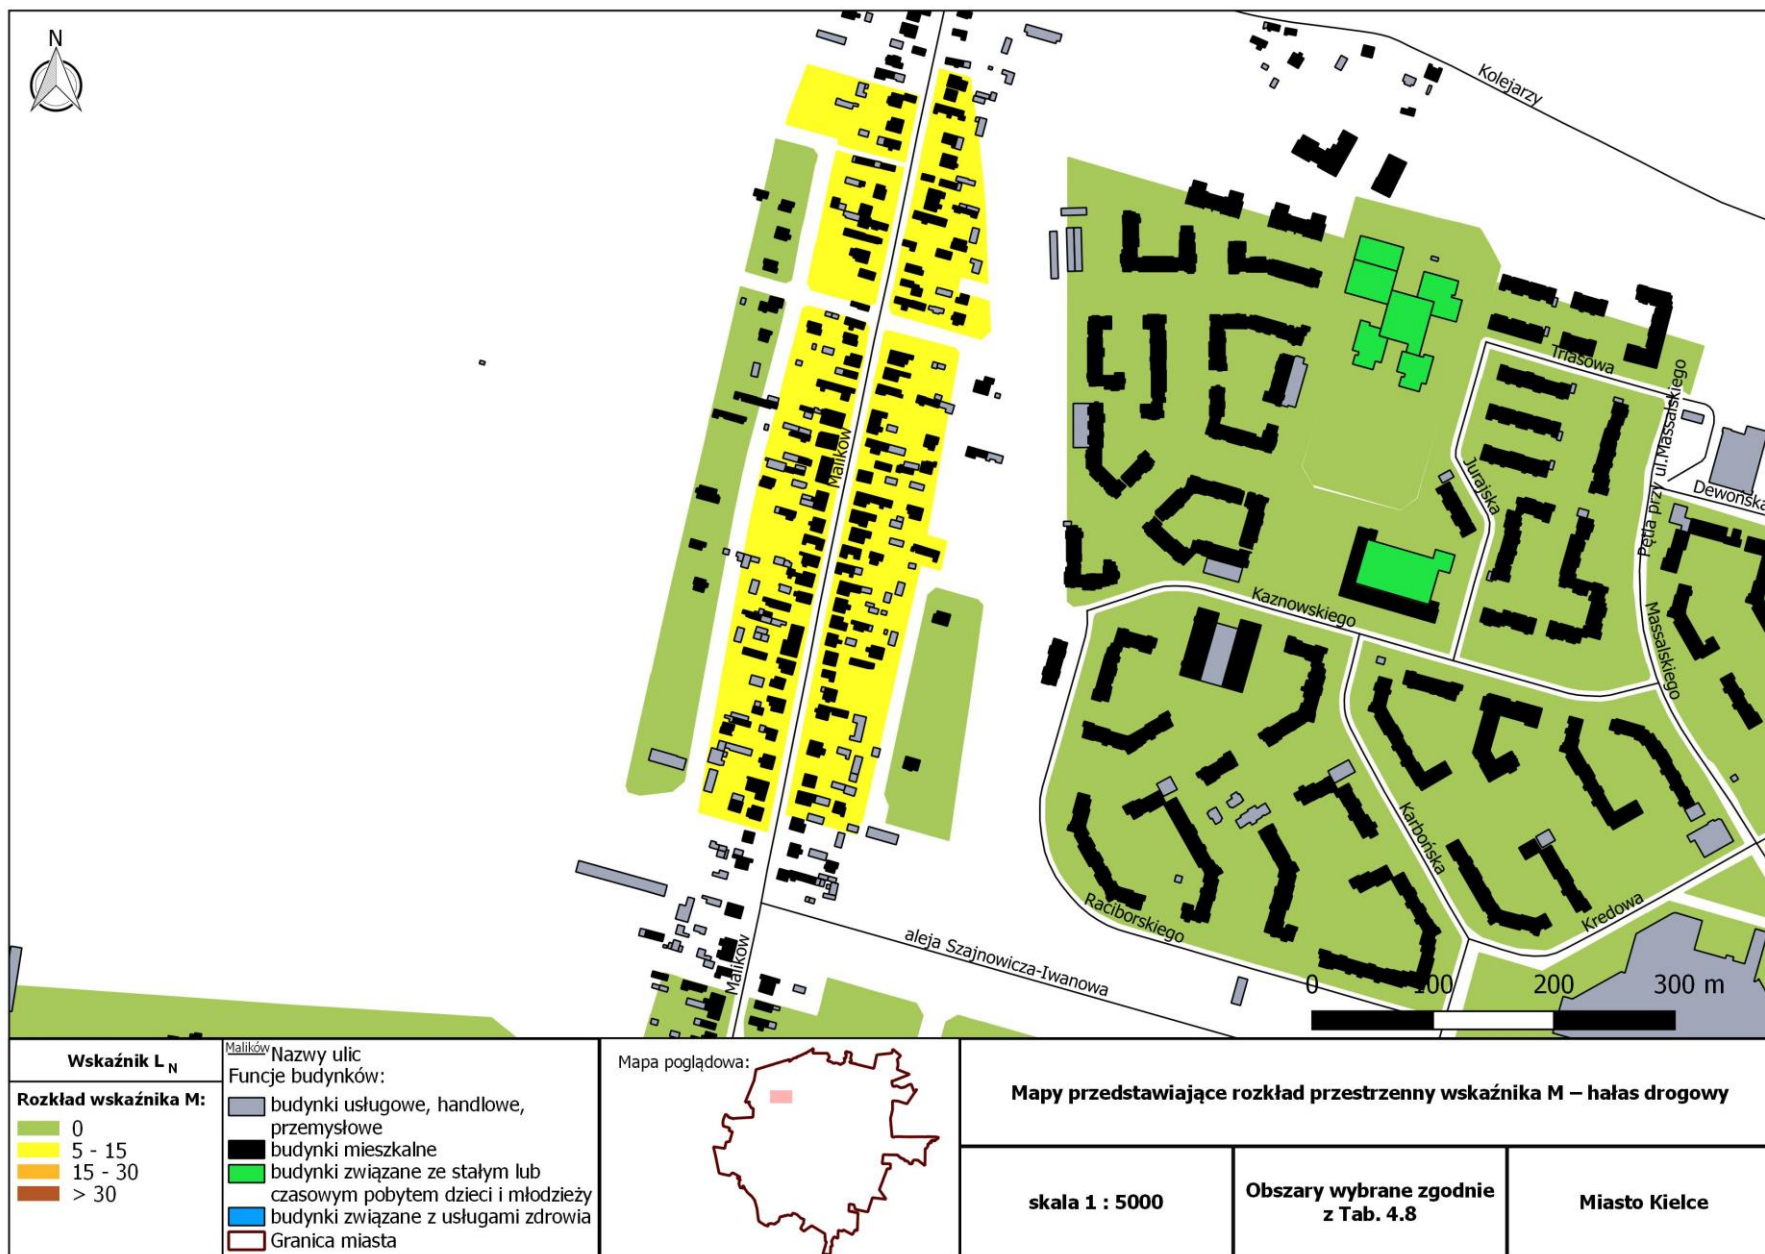 N
Kolejarzy
Triasowa
Pętla przy ul.Massalskiego
Malików
Jurajska
Dewońska
Kaznowskiego
Massalskiego
Karbońska
Raciborskiego
Kredowa
aleja Szajnowicza-Iwanowa
Malików
0 100 200 300 m
Wskaźnik L N
Rozkład wskaźnika M:
0
5 - 15
15 - 30
> 30
Malików Nazwy ulic
Funcje budynków:
budynki usługowe, handlowe,
przemysłowe
budynki mieszkalne
budynki związane ze stałym lub
czasowym pobytem dzieci i młodzieży
budynki związane z usługami zdrowia
Granica miasta
Mapa poglądowa:
Mapy przedstawiające rozkład przestrzenny wskaźnika M – hałas drogowy
skala 1 : 5000
Obszary wybrane zgodnie
z Tab. 4.8
Miasto Kielce